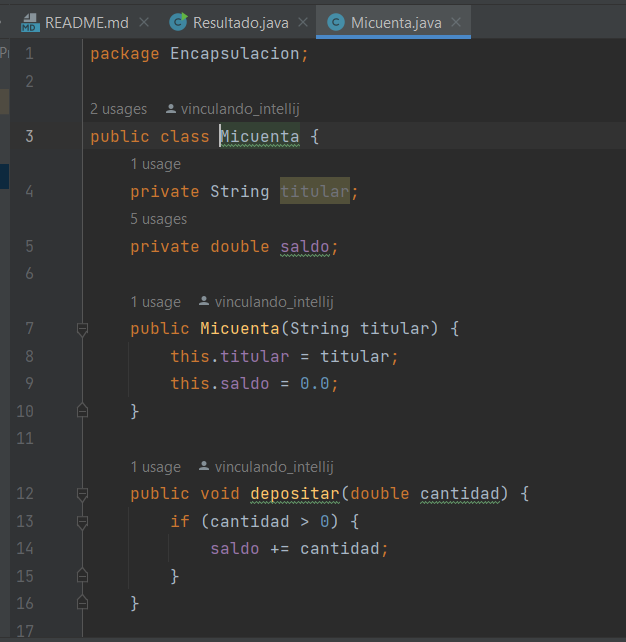 README.md Resultado.java Micuenta.java
1 package Encapsulacion;
2
2 usages vinculando_intellij
3 public class Micuenta {
1 usage
4 private String titular;
5 usages
5 private double saldo;
6
1 usage vinculando_intellij
7 public Micuenta(String titular) {
8 this.titular = titular;
9 this.saldo = 0.0;
10 }
11
1 usage vinculando_intellij
12 public void depositar(double cantidad) {
13 if (cantidad > 0) {
14 saldo += cantidad;
15 }
16 }
17